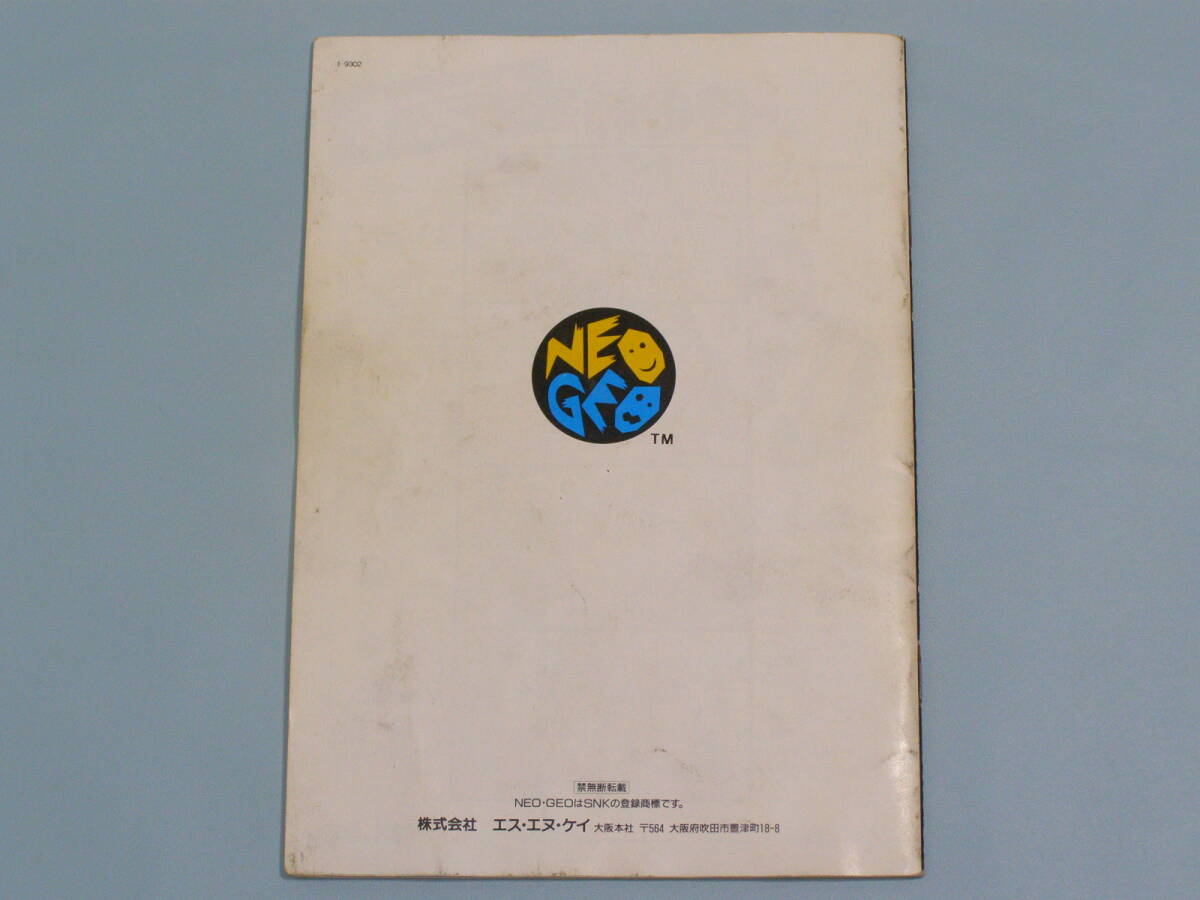 1-9302
NEO
GEO
TM
禁無断転載
NEO・GEOはSNKの登録商標です。
株式会社 エス・エヌ・ケイ 大阪本社 〒564 大阪府吹田市豊津町18-8